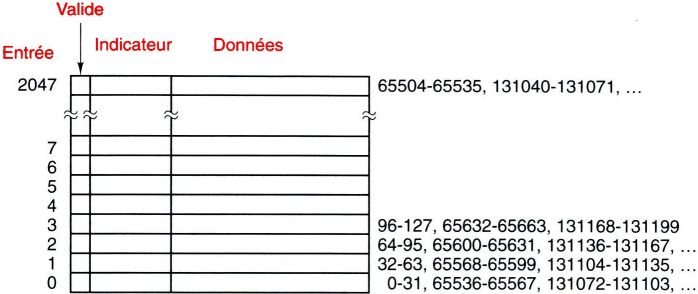 Valide
Entrée Indicateur Données
2047 65504-65535, 131040-131071, ...
7
6
5
4
3 96-127, 65632-65663, 131168-131199
2 64-95, 65600-65631, 131136-131167, ...
1 32-63, 65568-65599, 131104-131135, ...
0 0-31, 65536-65567, 131072-131103, ...